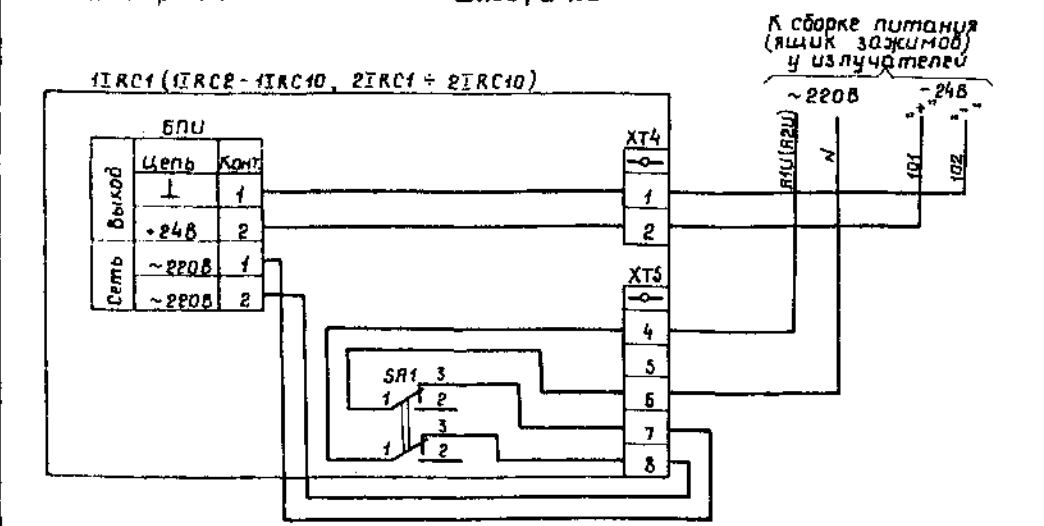 К сборке питания
(ящик зажимов)
у излучателей
~220В
-24В
"+"
"-"
1IRC1 (1IRC2 - 1IRC10, 2IRC1 ÷ 2IRC10)
БПИ
Выход
Цепь
Конт.
⊥
1
+24В
2
Сеть
~220В
1
~220В
2
XT4
1
2
XT5
4
5
6
7
8
A1U(A2U)
N
101
102
SA1
3
1
2
3
1
2